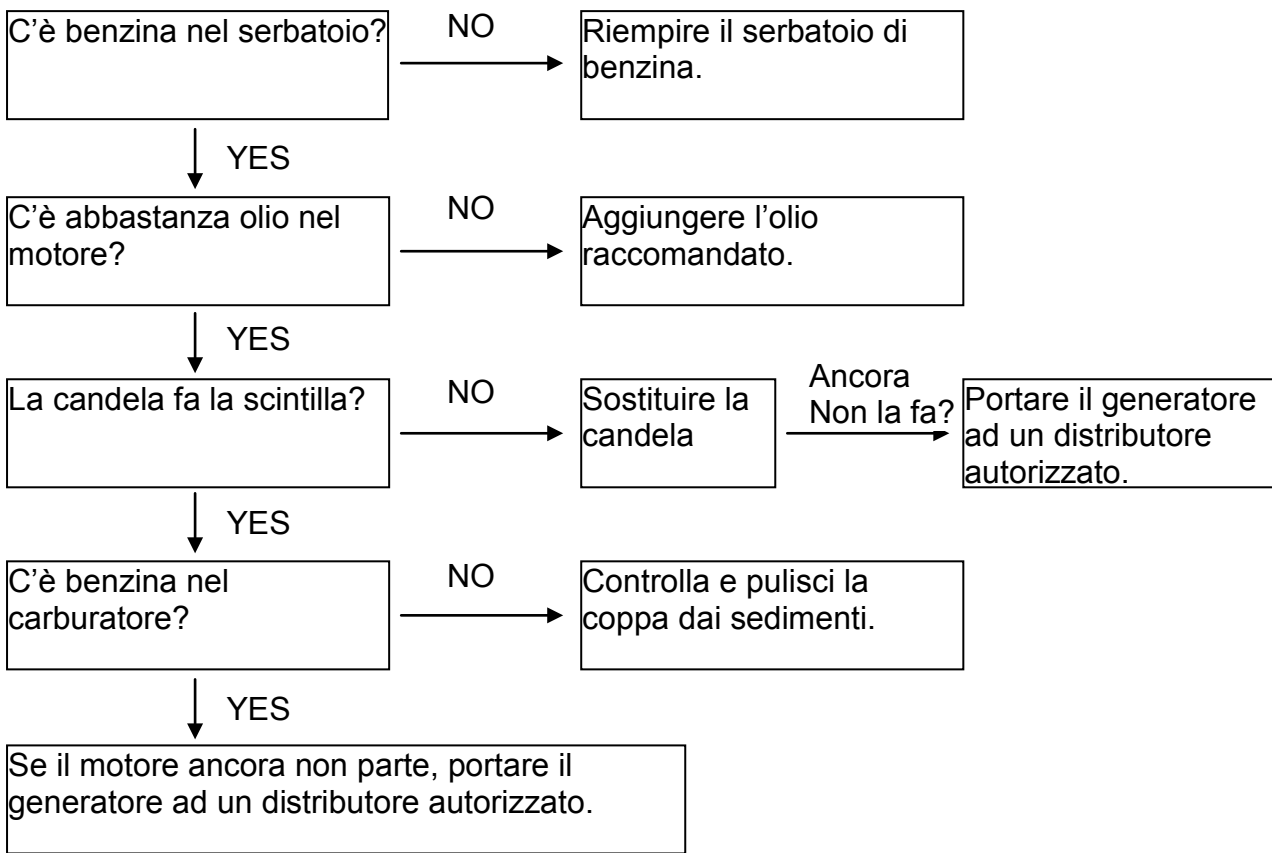 C’è benzina nel serbatoio?
NO
Riempire il serbatoio di
benzina.
YES
C’è abbastanza olio nel
motore?
NO
Aggiungere l’olio
raccomandato.
YES
La candela fa la scintilla?
NO
Sostituire la
candela
Ancora
Non la fa?
Portare il generatore
ad un distributore
autorizzato.
YES
C’è benzina nel
carburatore?
NO
Controlla e pulisci la
coppa dai sedimenti.
YES
Se il motore ancora non parte, portare il
generatore ad un distributore autorizzato.